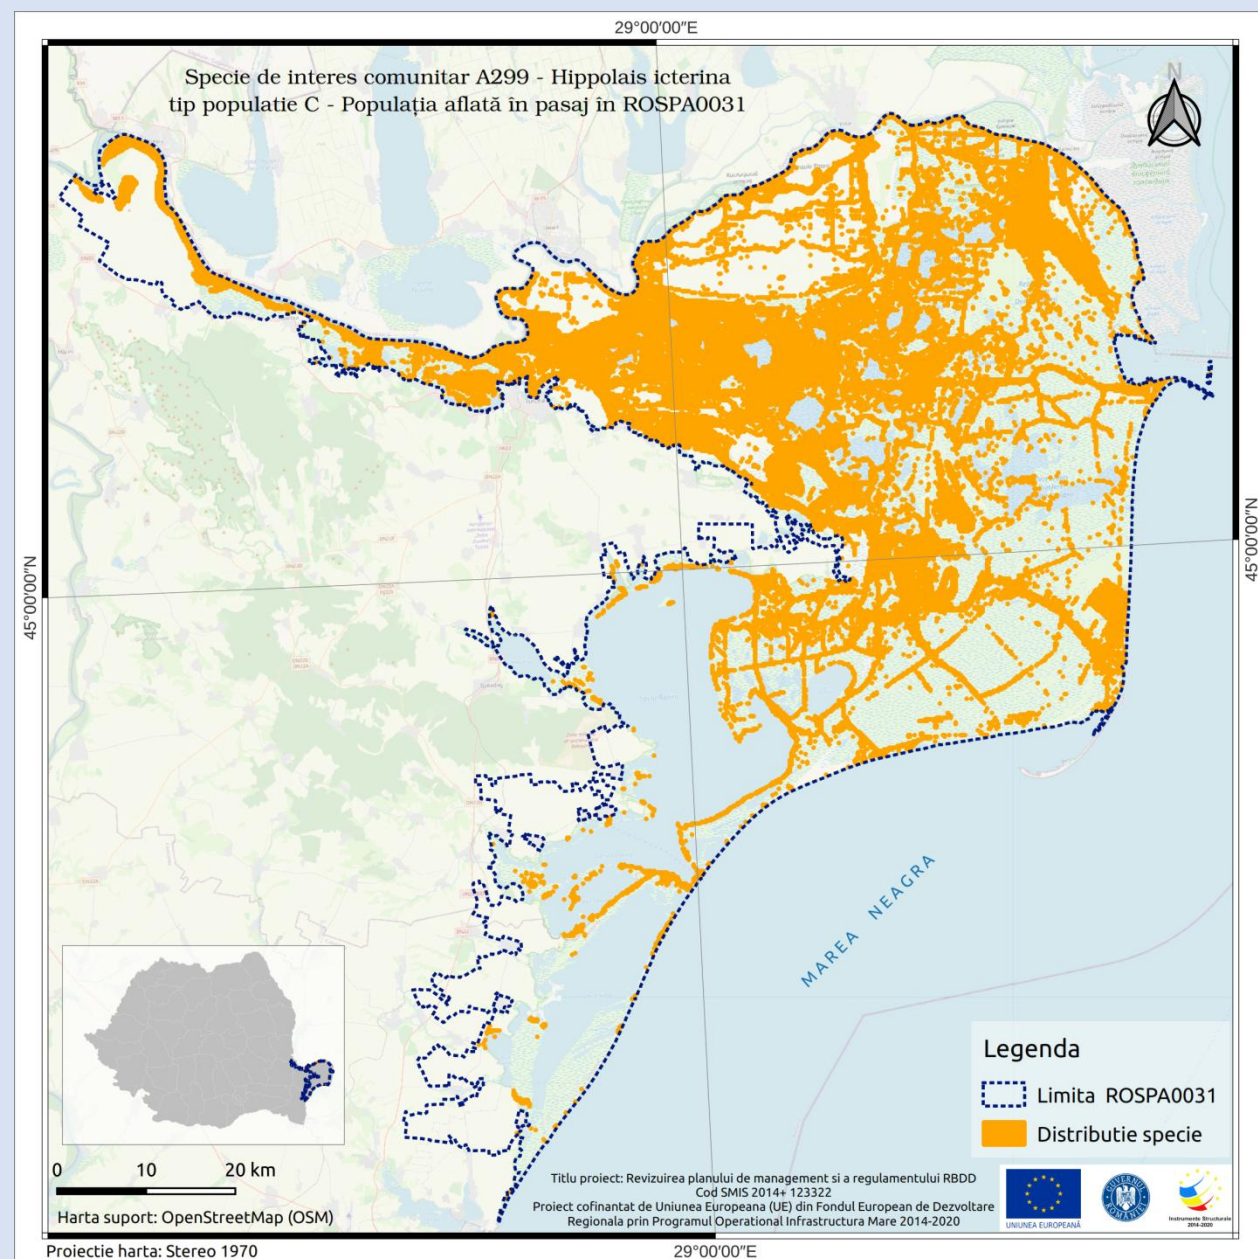 29°00′00″E
Specie de interes comunitar A299 - Hippolais icterina
tip populatie C - Populația aflată în pasaj în ROSPA0031
N
45°00′00″N
45°00′00″N
MAREA NEAGRA
Legenda
Limita ROSPA0031
Distributie specie
0 10 20 km
Harta suport: OpenStreetMap (OSM)
Titlu proiect: Revizuirea planului de management si a regulamentului RBDD
Cod SMIS 2014+ 123322
Proiect cofinantat de Uniunea Europeana (UE) din Fondul European de Dezvoltare
Regionala prin Programul Operational Infrastructura Mare 2014-2020
UNIUNEA EUROPEANĂ
GUVERNUL ROMÂNIEI
Instrumente Structurale
2014-2020
Proiectie harta: Stereo 1970
29°00′00″E